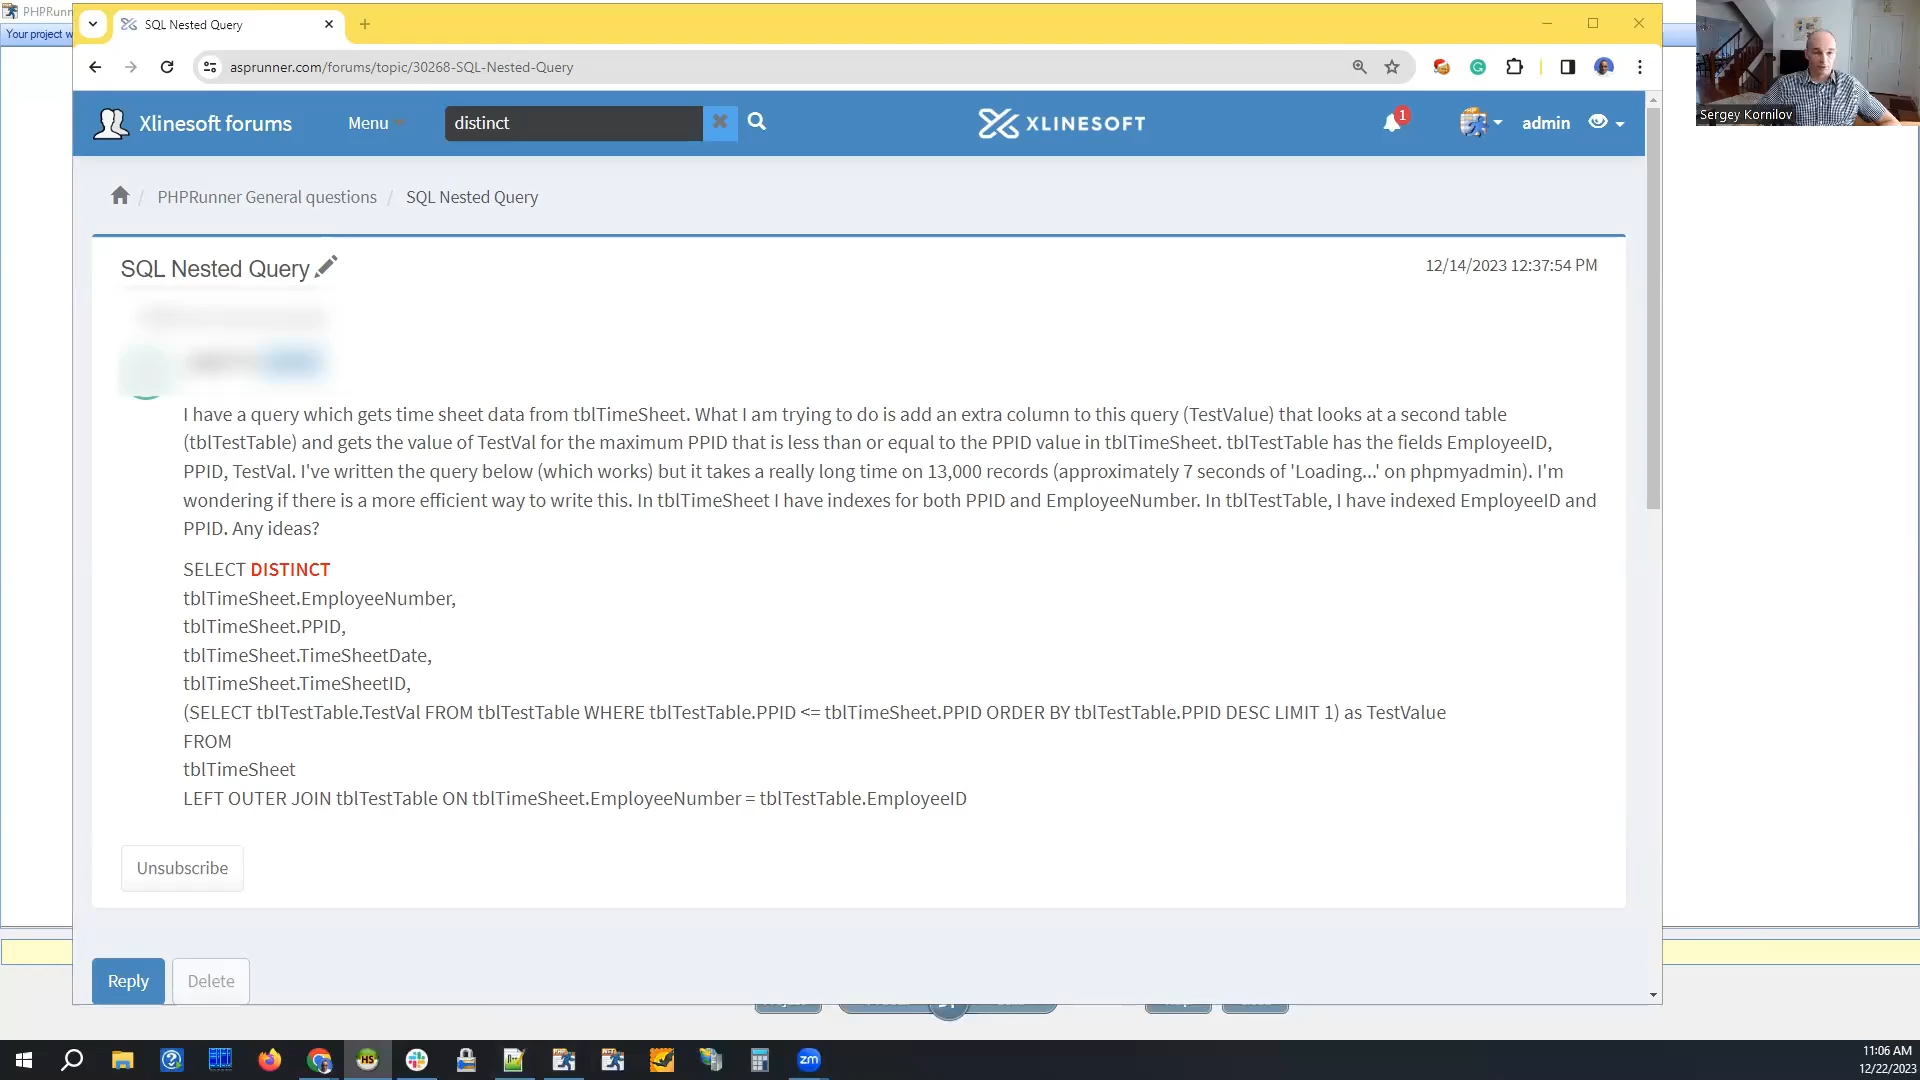 PHPRunn
Your project w
SQL Nested Query
asprunner.com/forums/topic/30268-SQL-Nested-Query
Xlinesoft forums
Menu
distinct
XLINESOFT
1
admin
Sergey Kornilov
PHPRunner General questions / SQL Nested Query
SQL Nested Query
12/14/2023 12:37:54 PM
I have a query which gets time sheet data from tblTimeSheet. What I am trying to do is add an extra column to this query (TestValue) that looks at a second table
(tblTestTable) and gets the value of TestVal for the maximum PPID that is less than or equal to the PPID value in tblTimeSheet. tblTestTable has the fields EmployeeID,
PPID, TestVal. I've written the query below (which works) but it takes a really long time on 13,000 records (approximately 7 seconds of 'Loading...' on phpmyadmin). I'm
wondering if there is a more efficient way to write this. In tblTimeSheet I have indexes for both PPID and EmployeeNumber. In tblTestTable, I have indexed EmployeeID and
PPID. Any ideas?
SELECT DISTINCT
tblTimeSheet.EmployeeNumber,
tblTimeSheet.PPID,
tblTimeSheet.TimeSheetDate,
tblTimeSheet.TimeSheetID,
(SELECT tblTestTable.TestVal FROM tblTestTable WHERE tblTestTable.PPID <= tblTimeSheet.PPID ORDER BY tblTestTable.PPID DESC LIMIT 1) as TestValue
FROM
tblTimeSheet
LEFT OUTER JOIN tblTestTable ON tblTimeSheet.EmployeeNumber = tblTestTable.EmployeeID
Unsubscribe
Reply
Delete
HS
zm
11:06 AM
12/22/2023